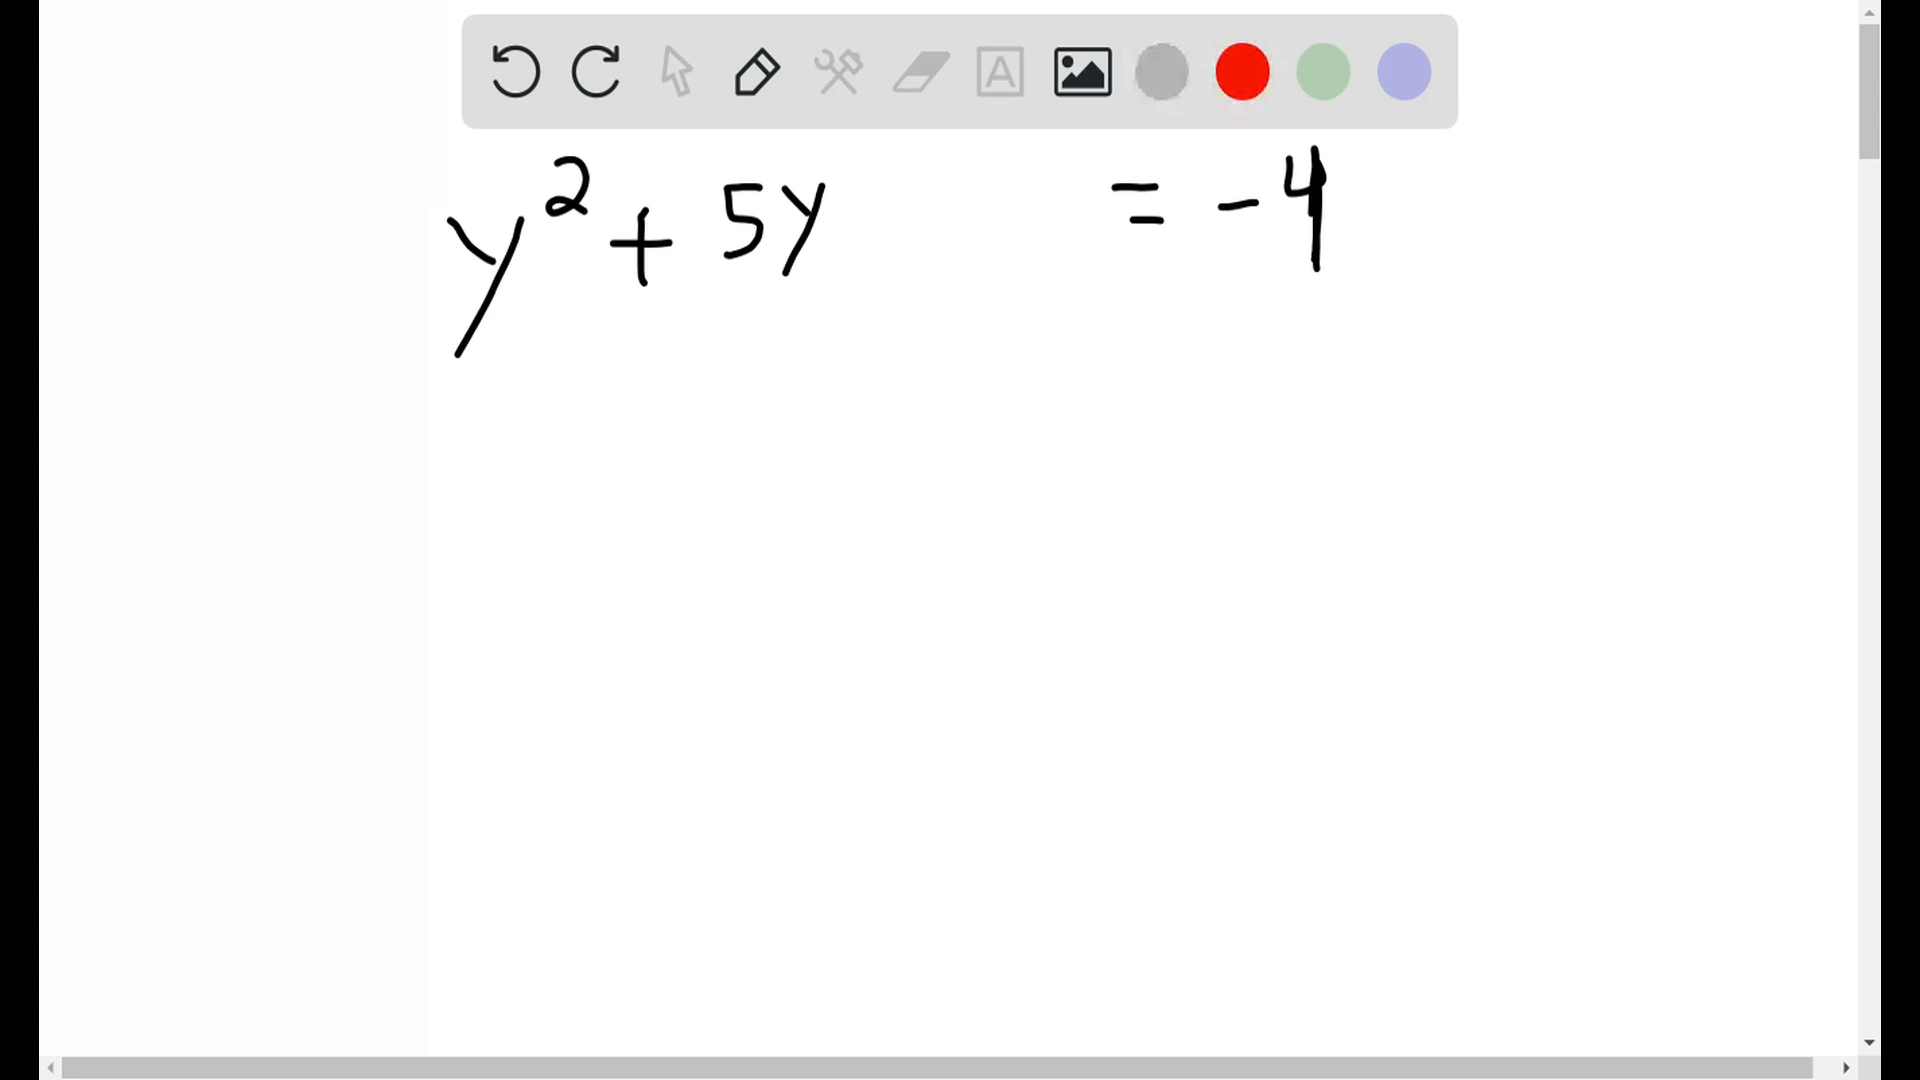 A
y² + 5y = -4